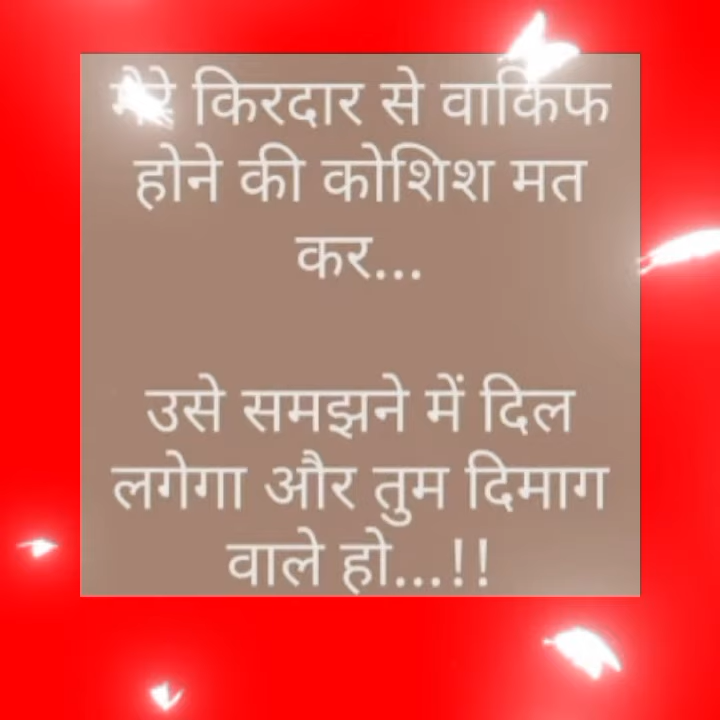 मेरे किरदार से वाकिफ
होने की कोशिश मत
कर...
उसे समझने में दिल
लगेगा और तुम दिमाग
वाले हो...!!